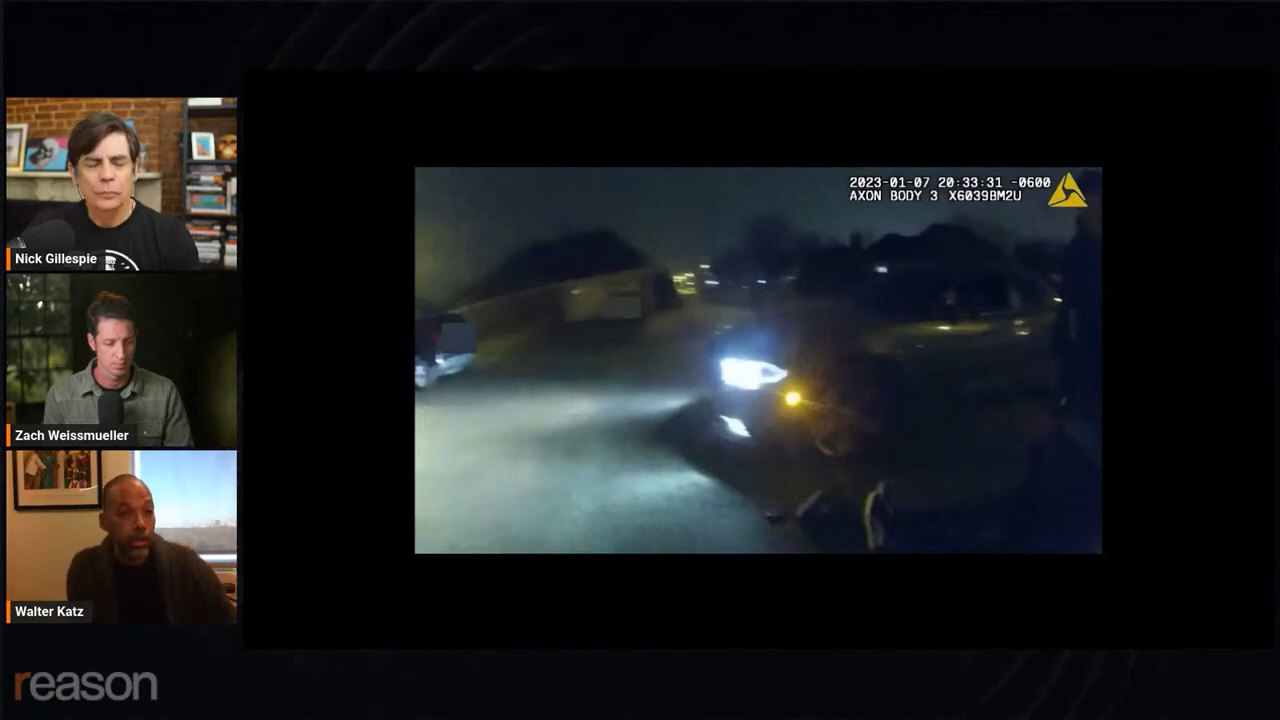 2023-01-07 20:33:31 -0600
AXON BODY 3 X6039BM2U
Nick Gillespie
Zach Weissmueller
Walter Katz
reason